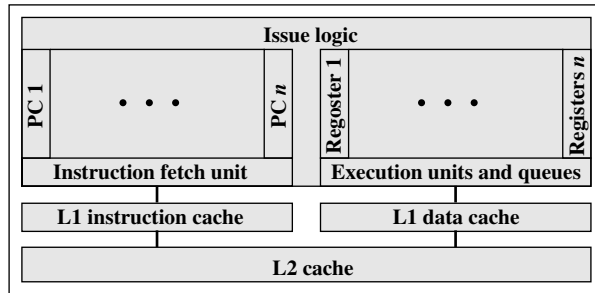 Issue logic
PC 1
• • •
PC n
Regoster 1
• • •
Registers n
Instruction fetch unit
Execution units and queues
L1 instruction cache
L1 data cache
L2 cache